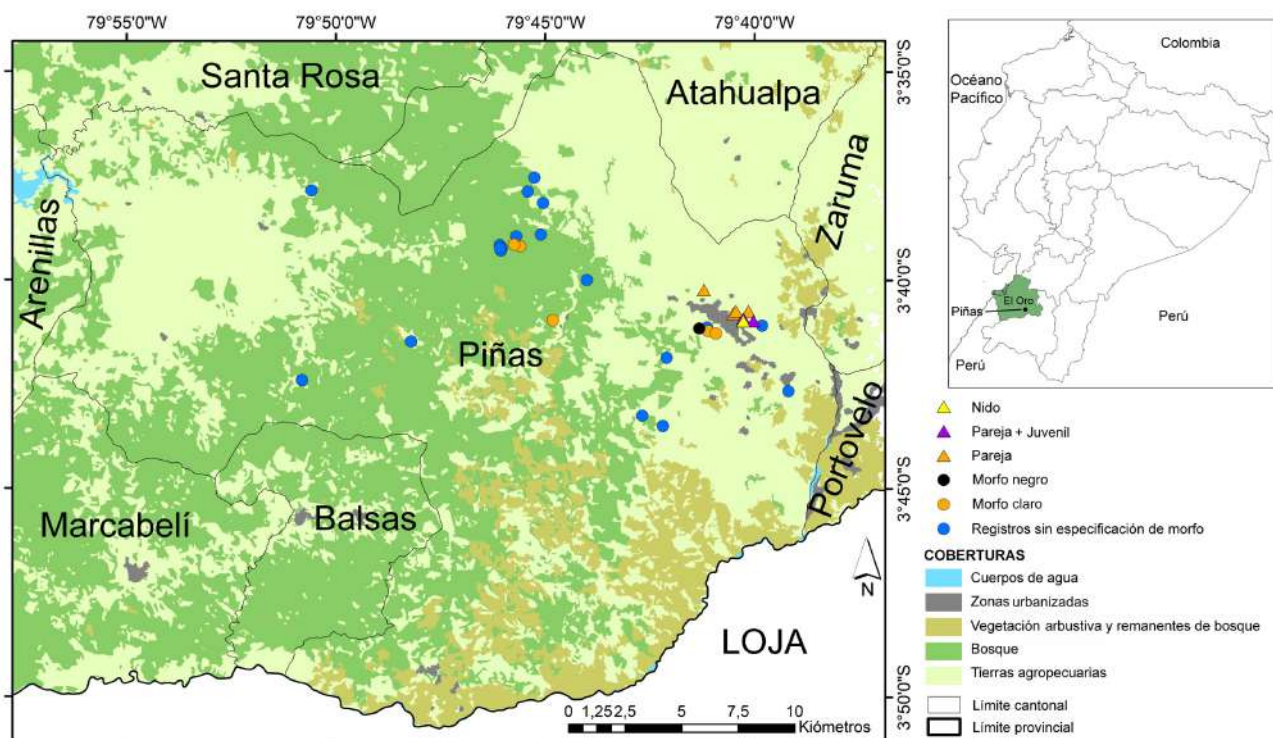 79°55'0"W 79°50'0"W 79°45'0"W 79°40'0"W
3°35'0"S
3°40'0"S
3°45'0"S
3°50'0"S
Santa Rosa
Atahualpa
Zaruma
Arenillas
Piñas
Portovelo
Marcabelí
Balsas
LOJA
N
0 1,25 2,5 5 7,5 10
Kiómetros
Colombia
Océano
Pacífico
El Oro
Piñas
Perú
Perú
Nido
Pareja + Juvenil
Pareja
Morfo negro
Morfo claro
Registros sin especificación de morfo
COBERTURAS
Cuerpos de agua
Zonas urbanizadas
Vegetación arbustiva y remanentes de bosque
Bosque
Tierras agropecuarias
Límite cantonal
Límite provincial